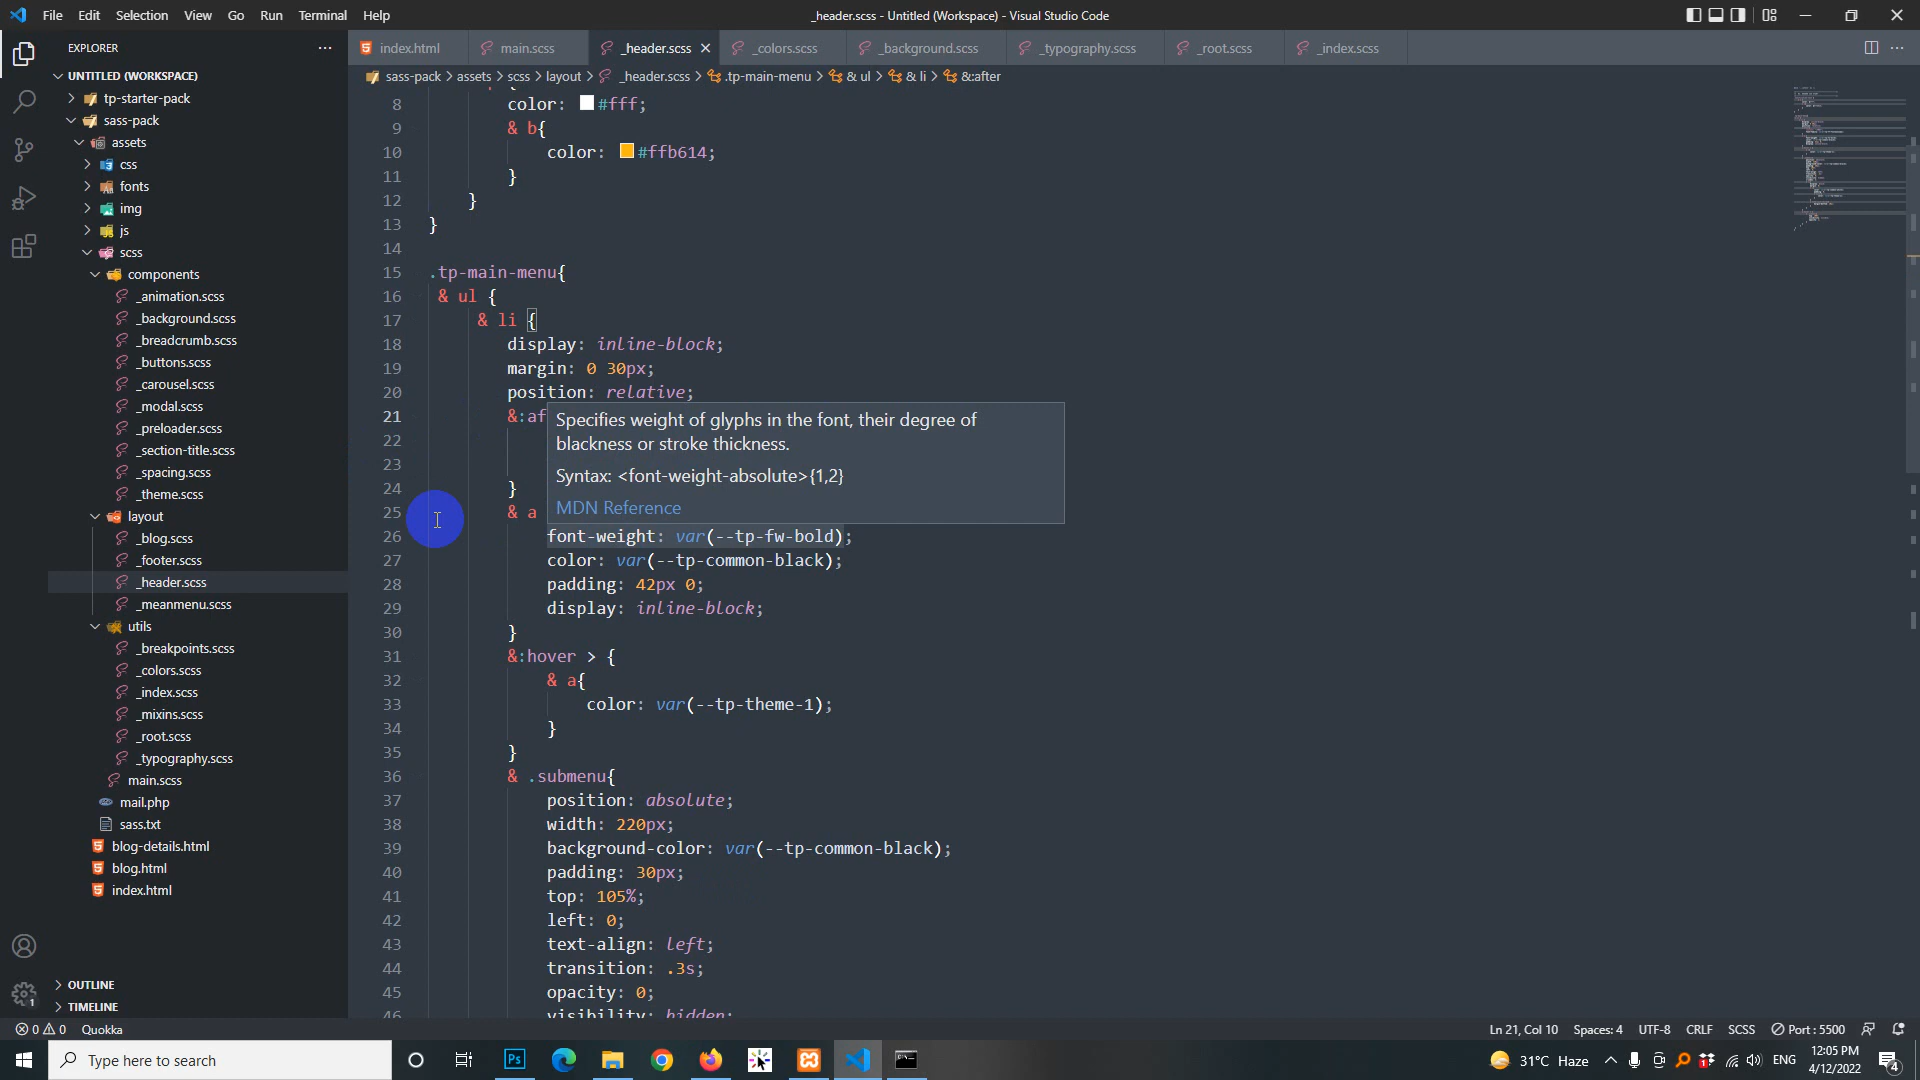 File Edit Selection View Go Run Terminal Help
_header.scss - Untitled (Workspace) - Visual Studio Code
EXPLORER
index.html main.scss _header.scss _colors.scss _background.scss _typography.scss _root.scss _index.scss
sass-pack > assets > scss > layout > _header.scss > .tp-main-menu > & ul > & li > &:after
UNTITLED (WORKSPACE)
tp-starter-pack
sass-pack
assets
css
fonts
img
js
scss
components
_animation.scss
_background.scss
_breadcrumb.scss
_buttons.scss
_carousel.scss
_modal.scss
_preloader.scss
_section-title.scss
_spacing.scss
_theme.scss
layout
_blog.scss
_footer.scss
_header.scss
_meanmenu.scss
utils
_breakpoints.scss
_colors.scss
_index.scss
_mixins.scss
_root.scss
_typography.scss
main.scss
mail.php
sass.txt
blog-details.html
blog.html
index.html
OUTLINE
TIMELINE
8 color: #fff;
9 & b{
10 color: #ffb614;
11 }
12 }
13 }
14
15 .tp-main-menu{
16 & ul {
17 & li {
18 display: inline-block;
19 margin: 0 30px;
20 position: relative;
21 &:af
22
23
24 }
25 & a
26 font-weight: var(--tp-fw-bold);
27 color: var(--tp-common-black);
28 padding: 42px 0;
29 display: inline-block;
30 }
31 &:hover > {
32 & a{
33 color: var(--tp-theme-1);
34 }
35 }
36 & .submenu{
37 position: absolute;
38 width: 220px;
39 background-color: var(--tp-common-black);
40 padding: 30px;
41 top: 105%;
42 left: 0;
43 text-align: left;
44 transition: .3s;
45 opacity: 0;
46 visibility: hidden;
Specifies weight of glyphs in the font, their degree of
blackness or stroke thickness.
Syntax: <font-weight-absolute>{1,2}
MDN Reference
0 0 Quokka
Ln 21, Col 10 Spaces: 4 UTF-8 CRLF SCSS Port : 5500
Type here to search
Ps
31°C Haze
ENG
12:05 PM
4/12/2022
4